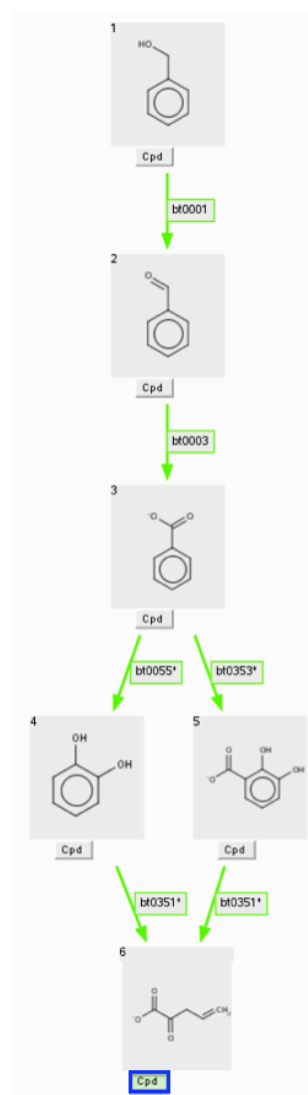 1
HO
Cpd
bt0001
2
O
Cpd
bt0003
3
⁻O O
Cpd
bt0055* bt0353*
4 5
OH
OH
O OH
OH
⁻O
Cpd Cpd
bt0351* bt0351*
6
O
⁻O CH₂
O
Cpd